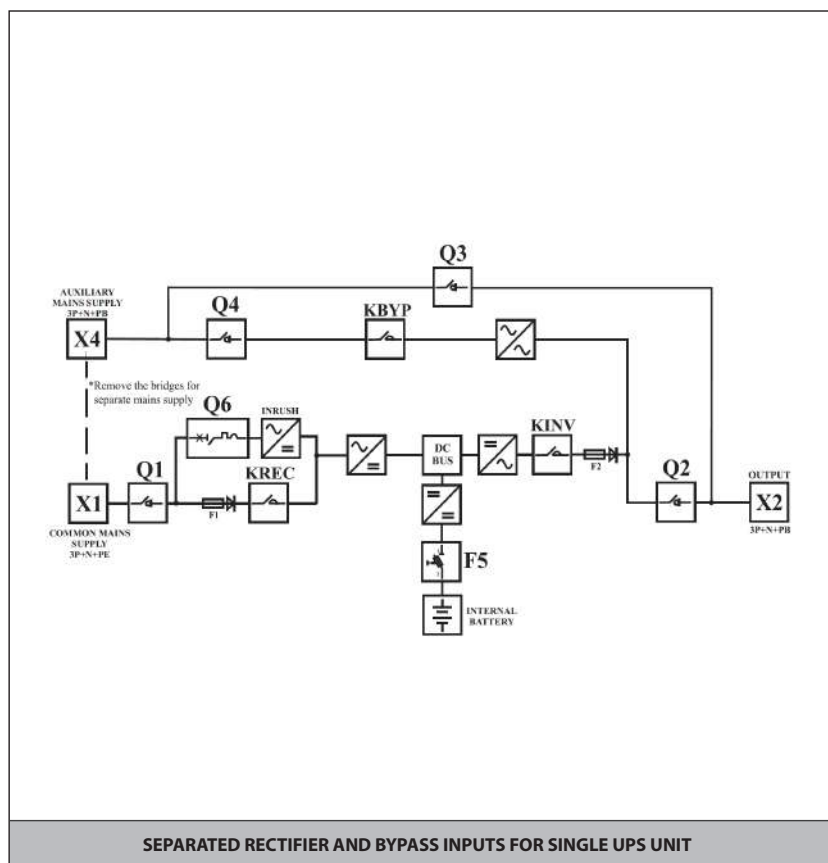 Q3
AUXILIARY
MAINS SUPPLY
3P+N+PB
X4
Q4
KBYP
*Remove the bridges for
separate mains supply
Q6
INRUSH
Q1
KREC
F1
X1
COMMON MAINS
SUPPLY
3P+N+PE
DC
BUS
KINV
F2
Q2
OUTPUT
X2
3P+N+PB
F5
INTERNAL
BATTERY
SEPARATED RECTIFIER AND BYPASS INPUTS FOR SINGLE UPS UNIT